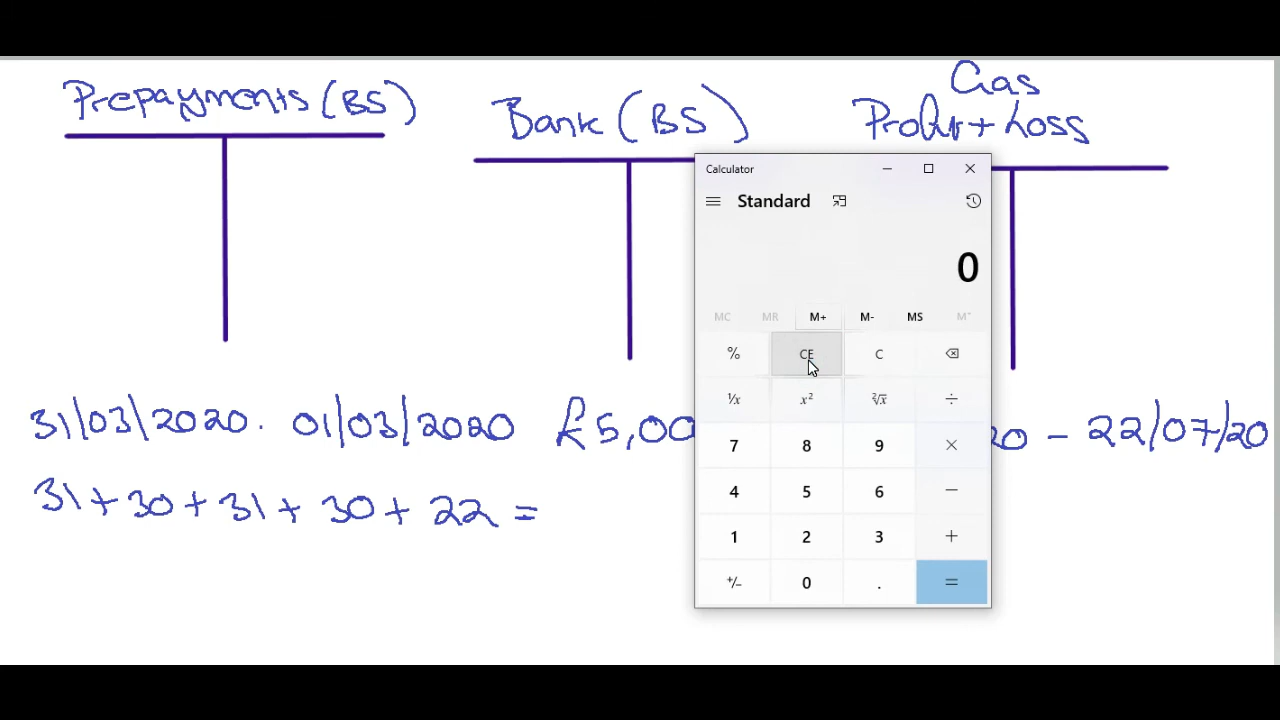 Prepayments (BS)
Bank (BS)
Gas
Profit + Loss
Calculator
Standard
0
MC MR M+ M- MS M˅
% CE C
⅟x x² ²√x ÷
7 8 9 ×
4 5 6 −
1 2 3 +
+/− 0 . =
31/03/2020. 01/03/2020 £5,00 20 – 22/07/20
31 + 30 + 31 + 30 + 22 =